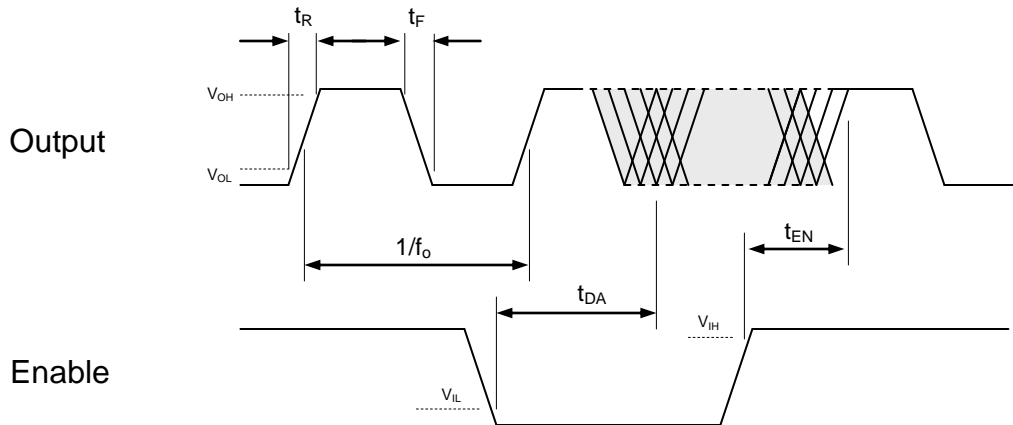 tR
tF
VOH
Output
VOL
tEN
1/fo
tDA
VIH
Enable
VIL